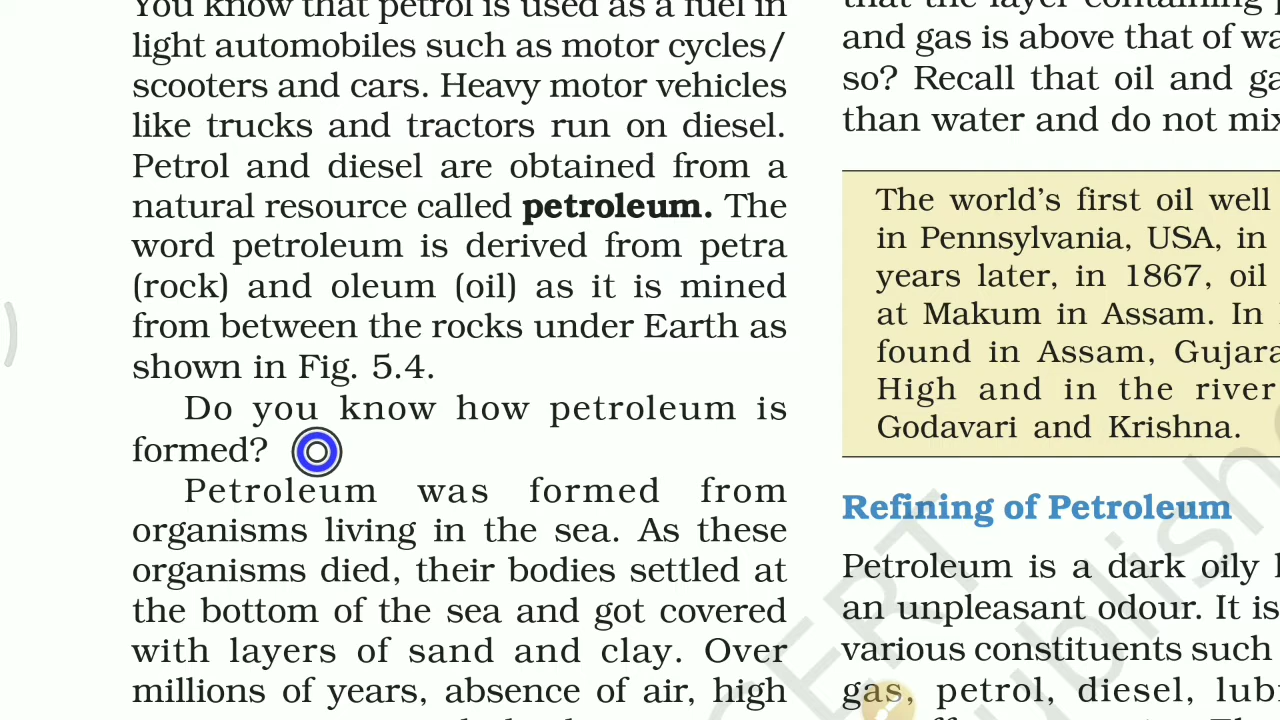 You know that petrol is used as a fuel in
light automobiles such as motor cycles/
scooters and cars. Heavy motor vehicles
like trucks and tractors run on diesel.
Petrol and diesel are obtained from a
natural resource called petroleum. The
word petroleum is derived from petra
(rock) and oleum (oil) as it is mined
from between the rocks under Earth as
shown in Fig. 5.4.
Do you know how petroleum is
formed?
Petroleum was formed from
organisms living in the sea. As these
organisms died, their bodies settled at
the bottom of the sea and got covered
with layers of sand and clay. Over
millions of years, absence of air, high
that the layer containing
and gas is above that of
so? Recall that oil and
than water and do not
The world's first oil well
in Pennsylvania, USA, in
years later, in 1867, oil
at Makum in Assam. In
found in Assam,
High and in the river
Godavari and Krishna.
Refining of Petroleum
Petroleum is a dark oily
an unpleasant odour. It is
various constituents such
gas, petrol, diesel,